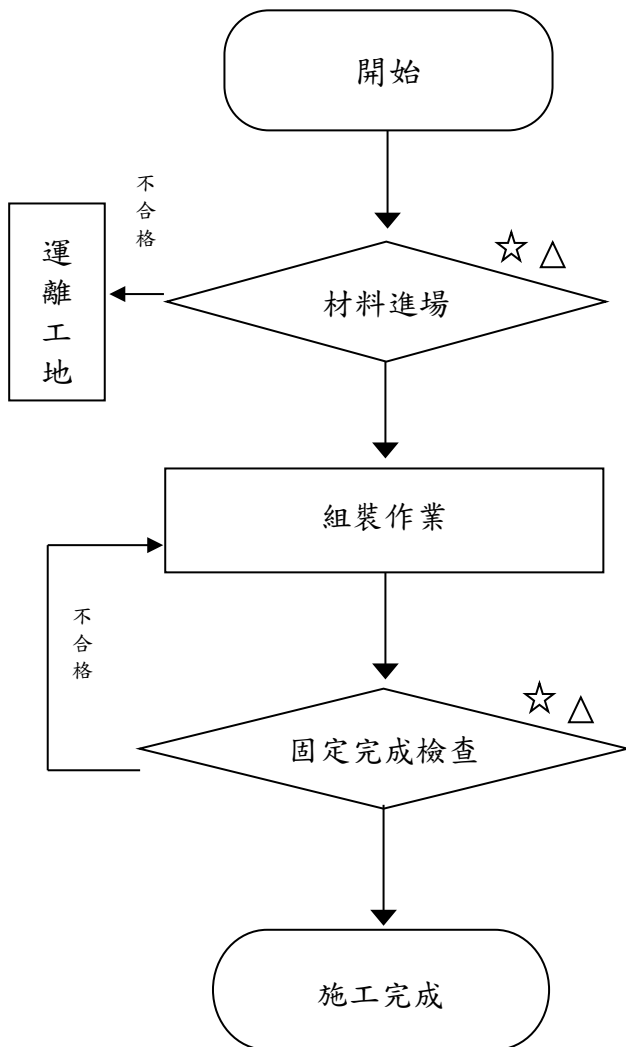 開始
不合格
運離工地
☆ △
材料進場
組裝作業
不合格
☆ △
固定完成檢查
施工完成